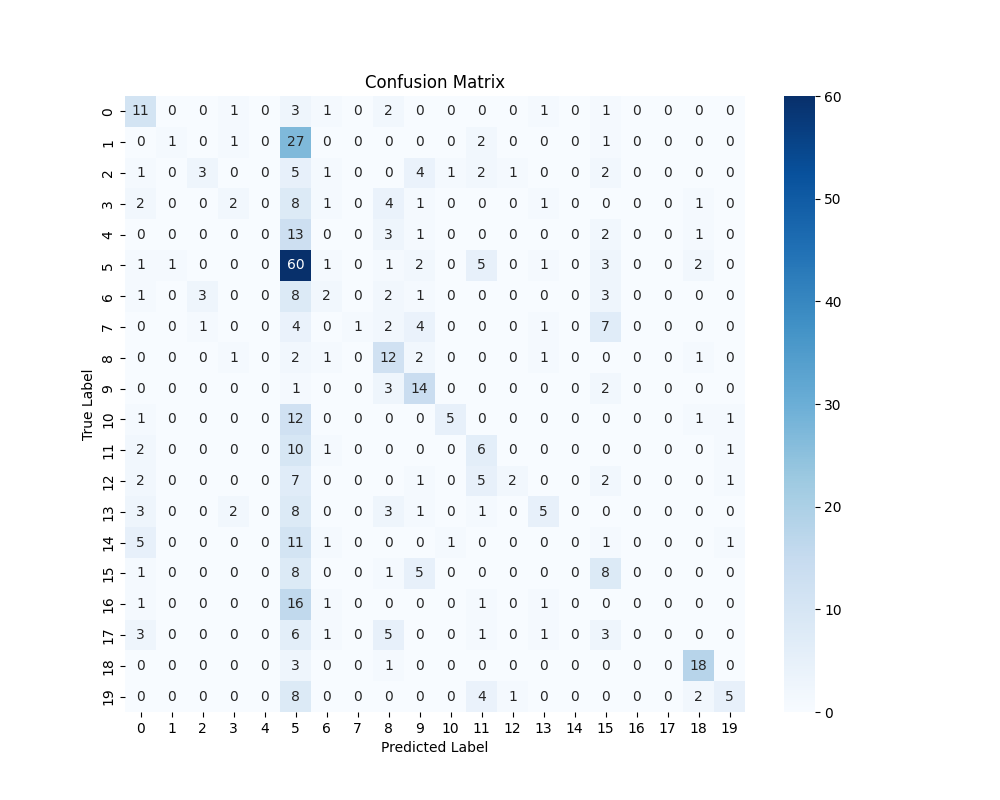 Confusion Matrix
0 11 0 0 1 0 3 1 0 2 0 0 0 0 1 0 1 0 0 0 0
1 0 1 0 1 0 27 0 0 0 0 0 2 0 0 0 1 0 0 0 0
2 1 0 3 0 0 5 1 0 0 4 1 2 1 0 0 2 0 0 0 0
3 2 0 0 2 0 8 1 0 4 1 0 0 0 1 0 0 0 0 1 0
4 0 0 0 0 0 13 0 0 3 1 0 0 0 0 0 2 0 0 1 0
5 1 1 0 0 0 60 1 0 1 2 0 5 0 1 0 3 0 0 2 0
6 1 0 3 0 0 8 2 0 2 1 0 0 0 0 0 3 0 0 0 0
7 0 0 1 0 0 4 0 1 2 4 0 0 0 1 0 7 0 0 0 0
8 0 0 0 1 0 2 1 0 12 2 0 0 0 1 0 0 0 0 1 0
9 0 0 0 0 0 1 0 0 3 14 0 0 0 0 0 2 0 0 0 0
10 1 0 0 0 0 12 0 0 0 0 5 0 0 0 0 0 0 0 1 1
11 2 0 0 0 0 10 1 0 0 0 0 6 0 0 0 0 0 0 0 1
12 2 0 0 0 0 7 0 0 0 1 0 5 2 0 0 2 0 0 0 1
13 3 0 0 2 0 8 0 0 3 1 0 1 0 5 0 0 0 0 0 0
14 5 0 0 0 0 11 1 0 0 0 1 0 0 0 0 1 0 0 0 1
15 1 0 0 0 0 8 0 0 1 5 0 0 0 0 0 8 0 0 0 0
16 1 0 0 0 0 16 1 0 0 0 0 1 0 1 0 0 0 0 0 0
17 3 0 0 0 0 6 1 0 5 0 0 1 0 1 0 3 0 0 0 0
18 0 0 0 0 0 3 0 0 1 0 0 0 0 0 0 0 0 0 18 0
19 0 0 0 0 0 8 0 0 0 0 0 4 1 0 0 0 0 0 2 5
0 1 2 3 4 5 6 7 8 9 10 11 12 13 14 15 16 17 18 19
Predicted Label
True Label
60
50
40
30
20
10
0